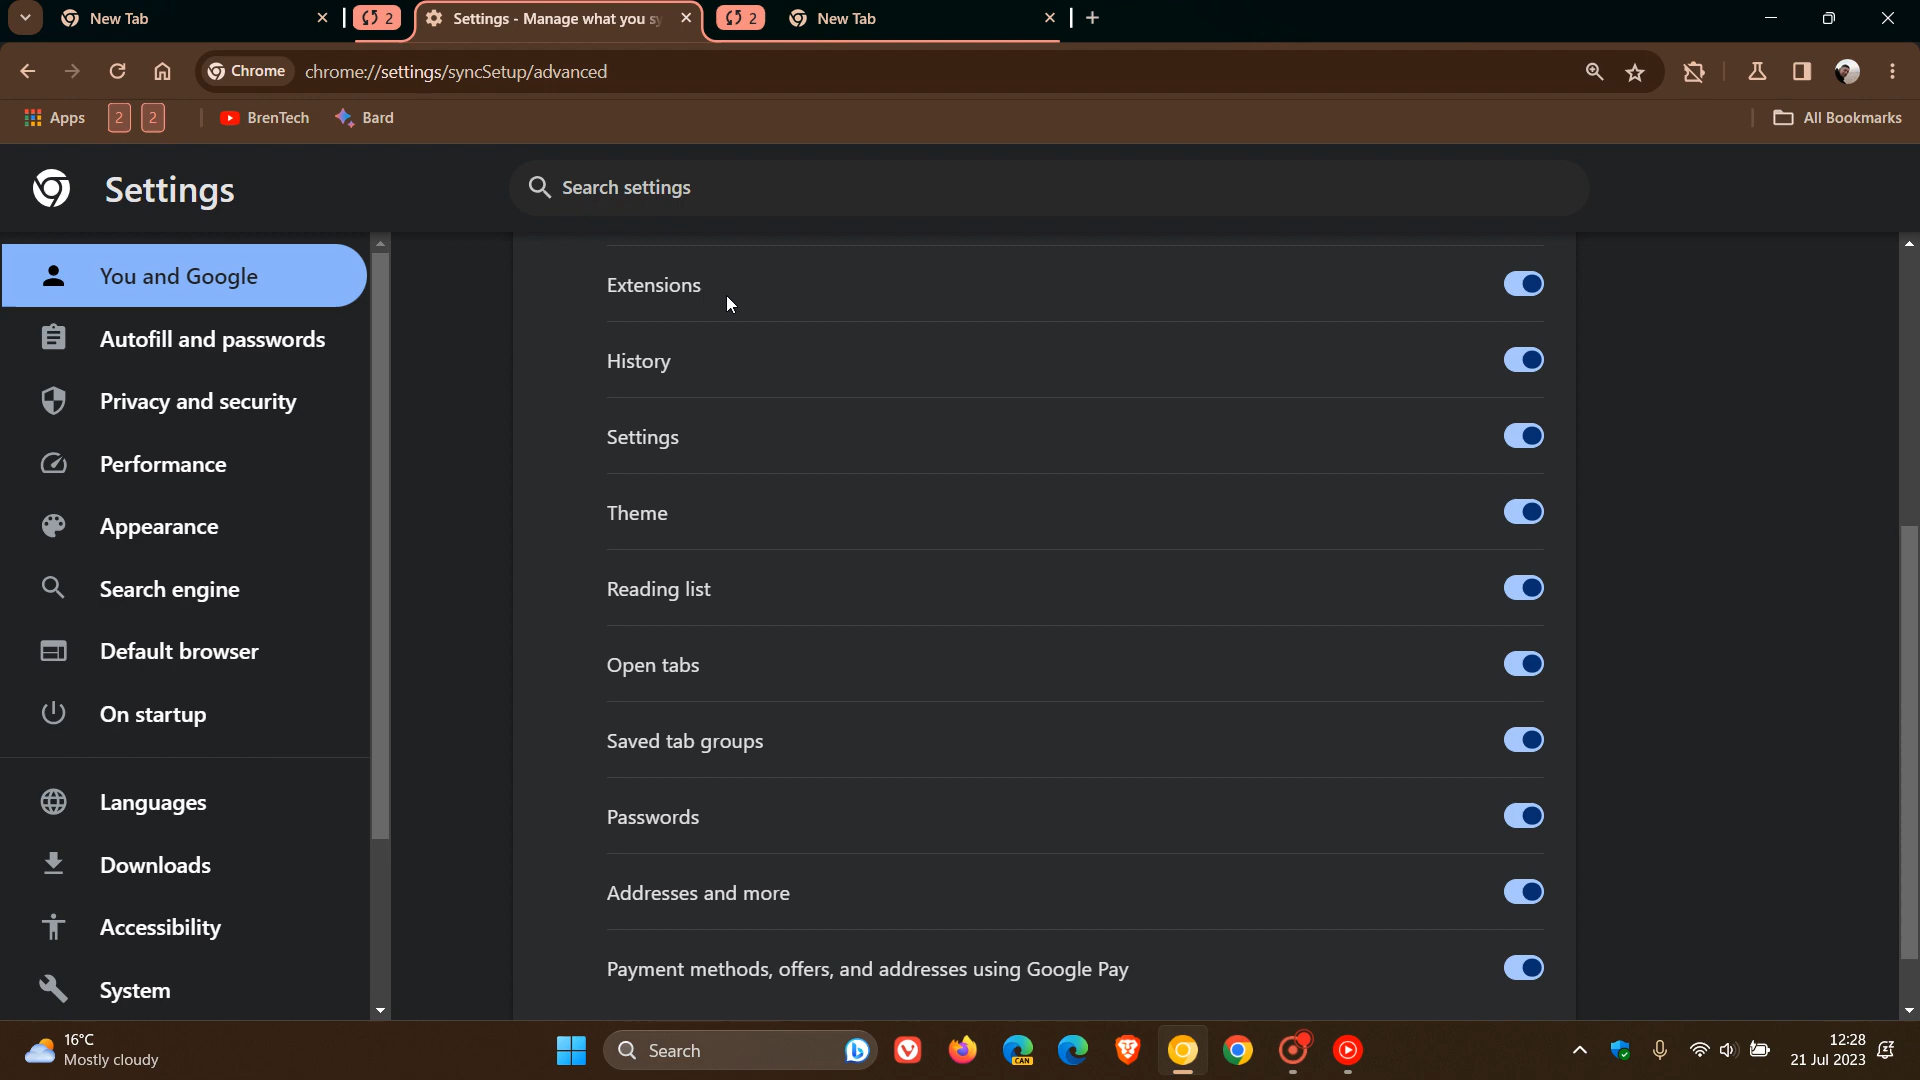 New Tab
2
Settings - Manage what you sy
2
New Tab
Chrome
chrome://settings/syncSetup/advanced
Apps
2
2
BrenTech
Bard
All Bookmarks
Settings
Search settings
You and Google
Autofill and passwords
Privacy and security
Performance
Appearance
Search engine
Default browser
On startup
Languages
Downloads
Accessibility
System
Extensions
History
Settings
Theme
Reading list
Open tabs
Saved tab groups
Passwords
Addresses and more
Payment methods, offers, and addresses using Google Pay
16°C
Mostly cloudy
Search
CAN
12:28
21 Jul 2023